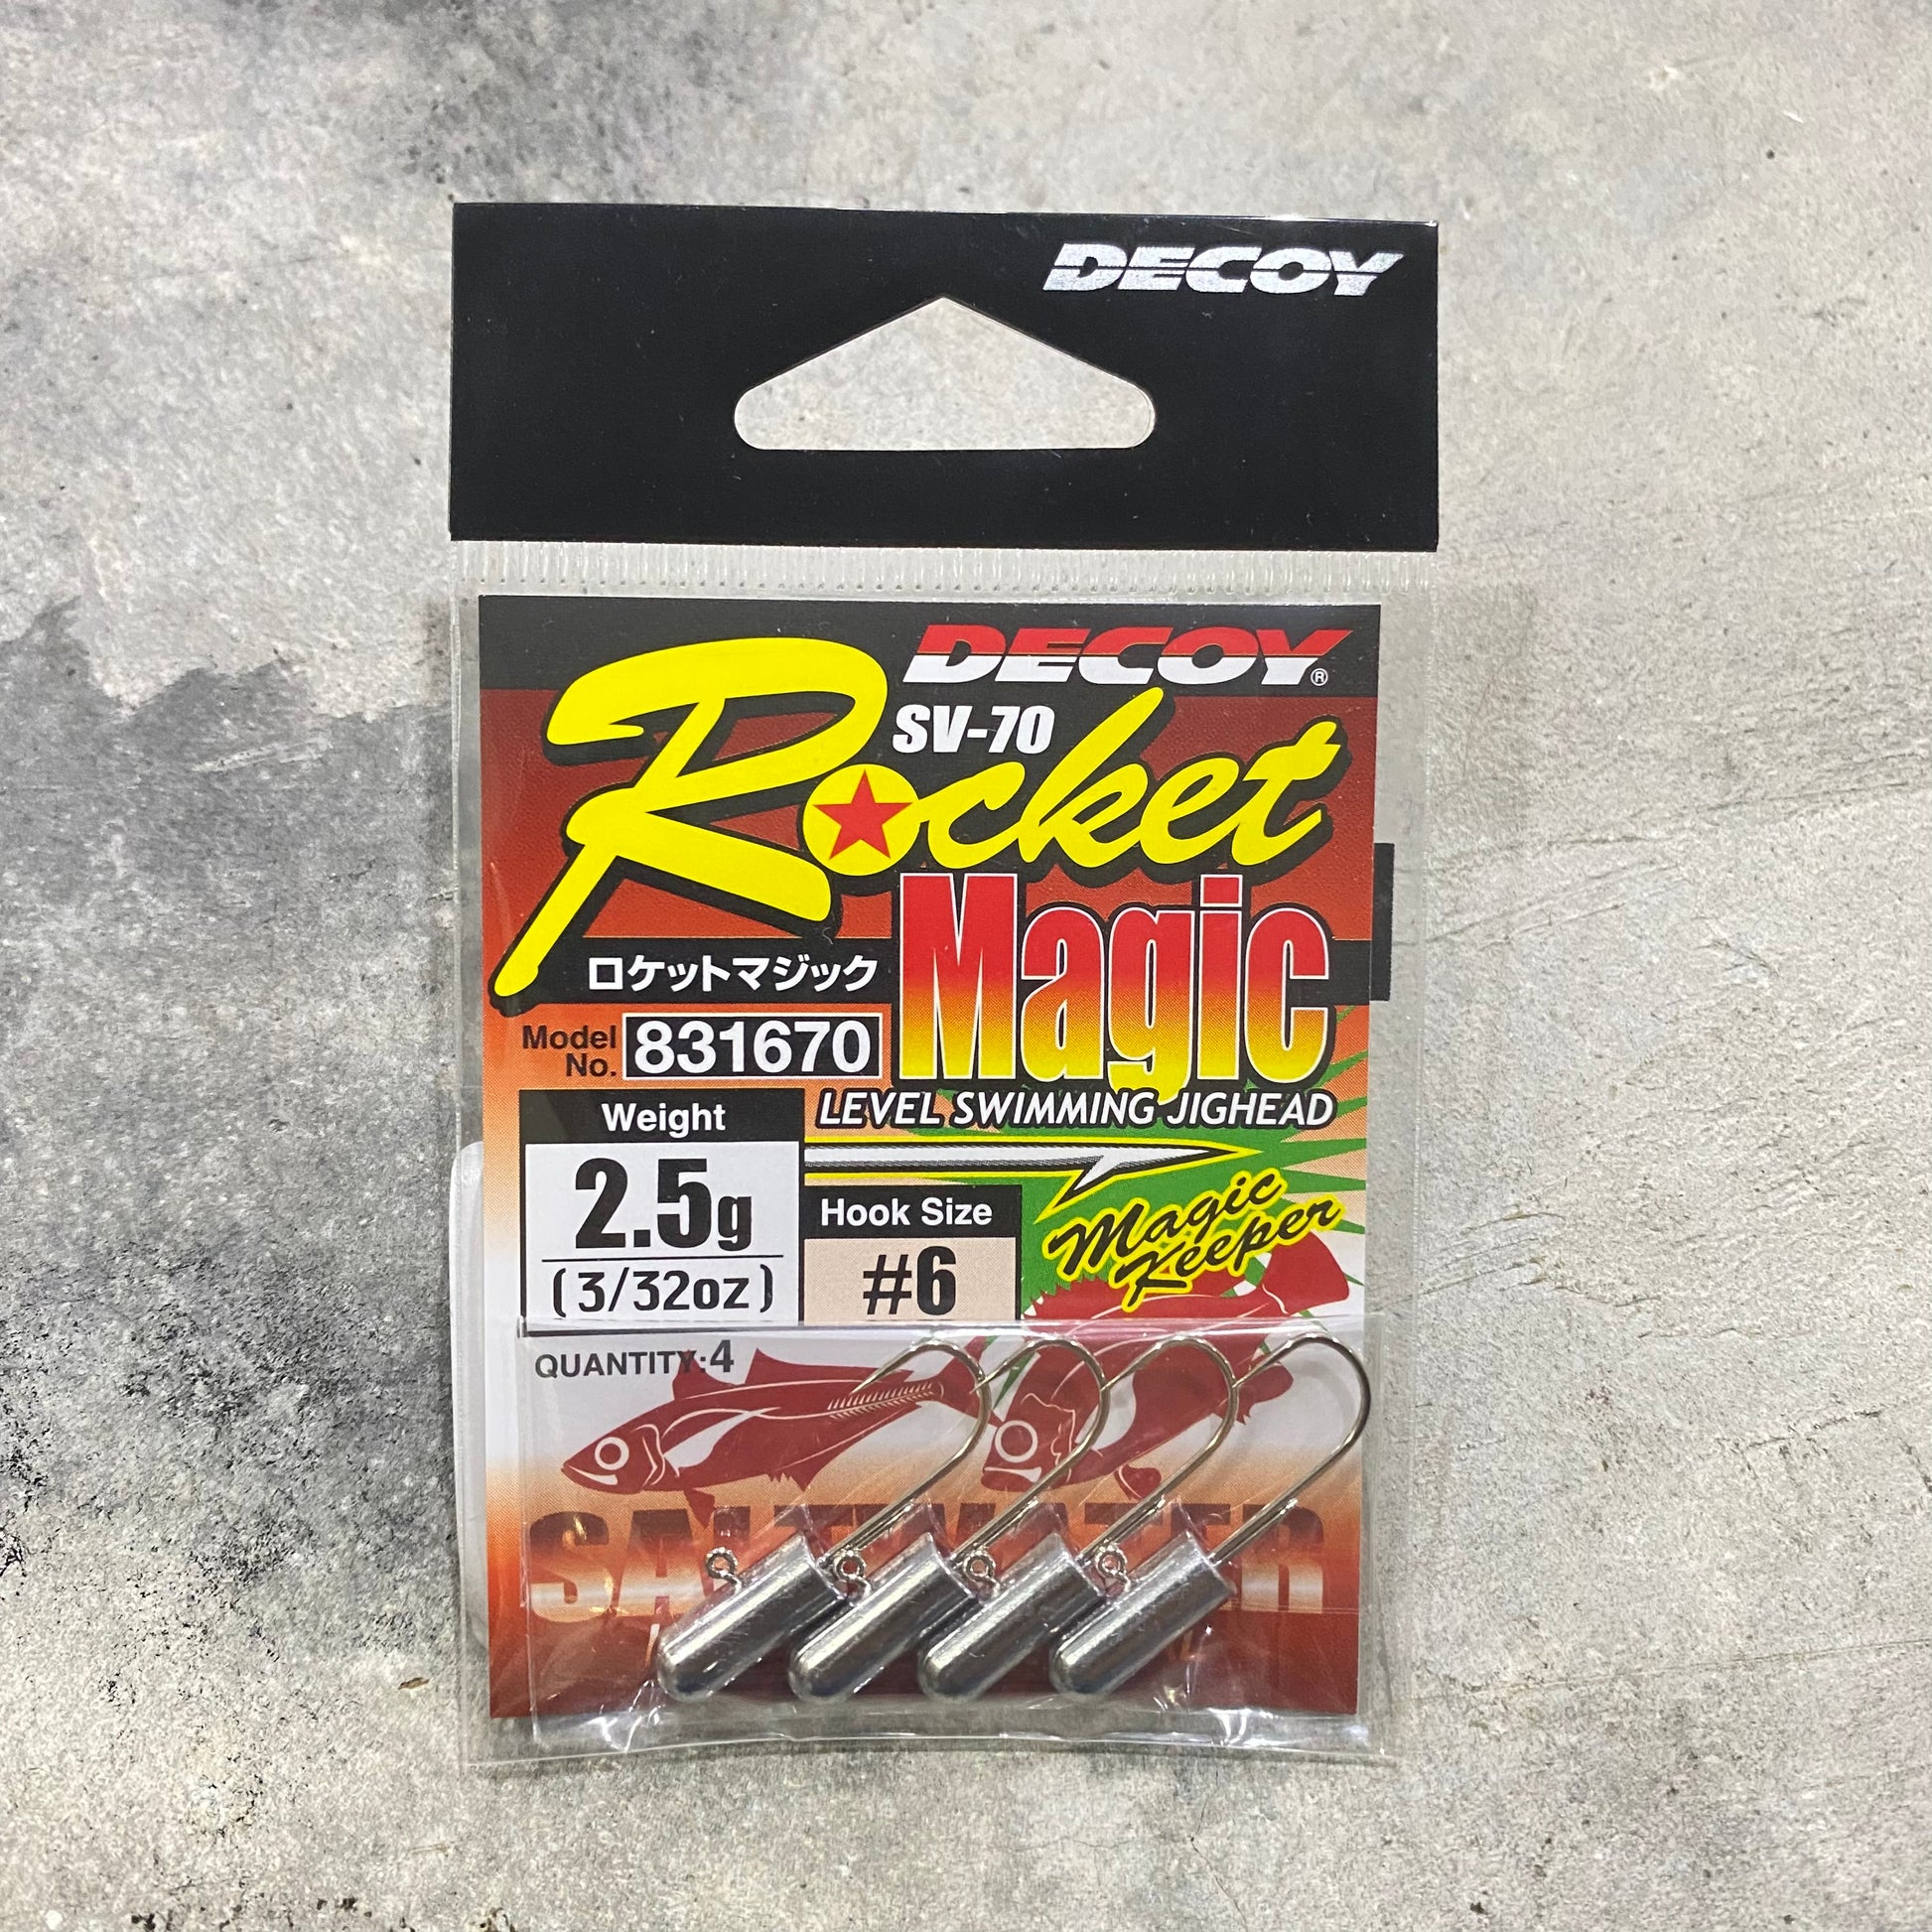 DECOY
DECOY®
SV-70
Rocket
Magic
ロケットマジック
Model No. 831670
LEVEL SWIMMING JIGHEAD
Weight
2.5g
(3/32oz)
Hook Size
#6
Magic
Keeper
QUANTITY:4
SALTWATER